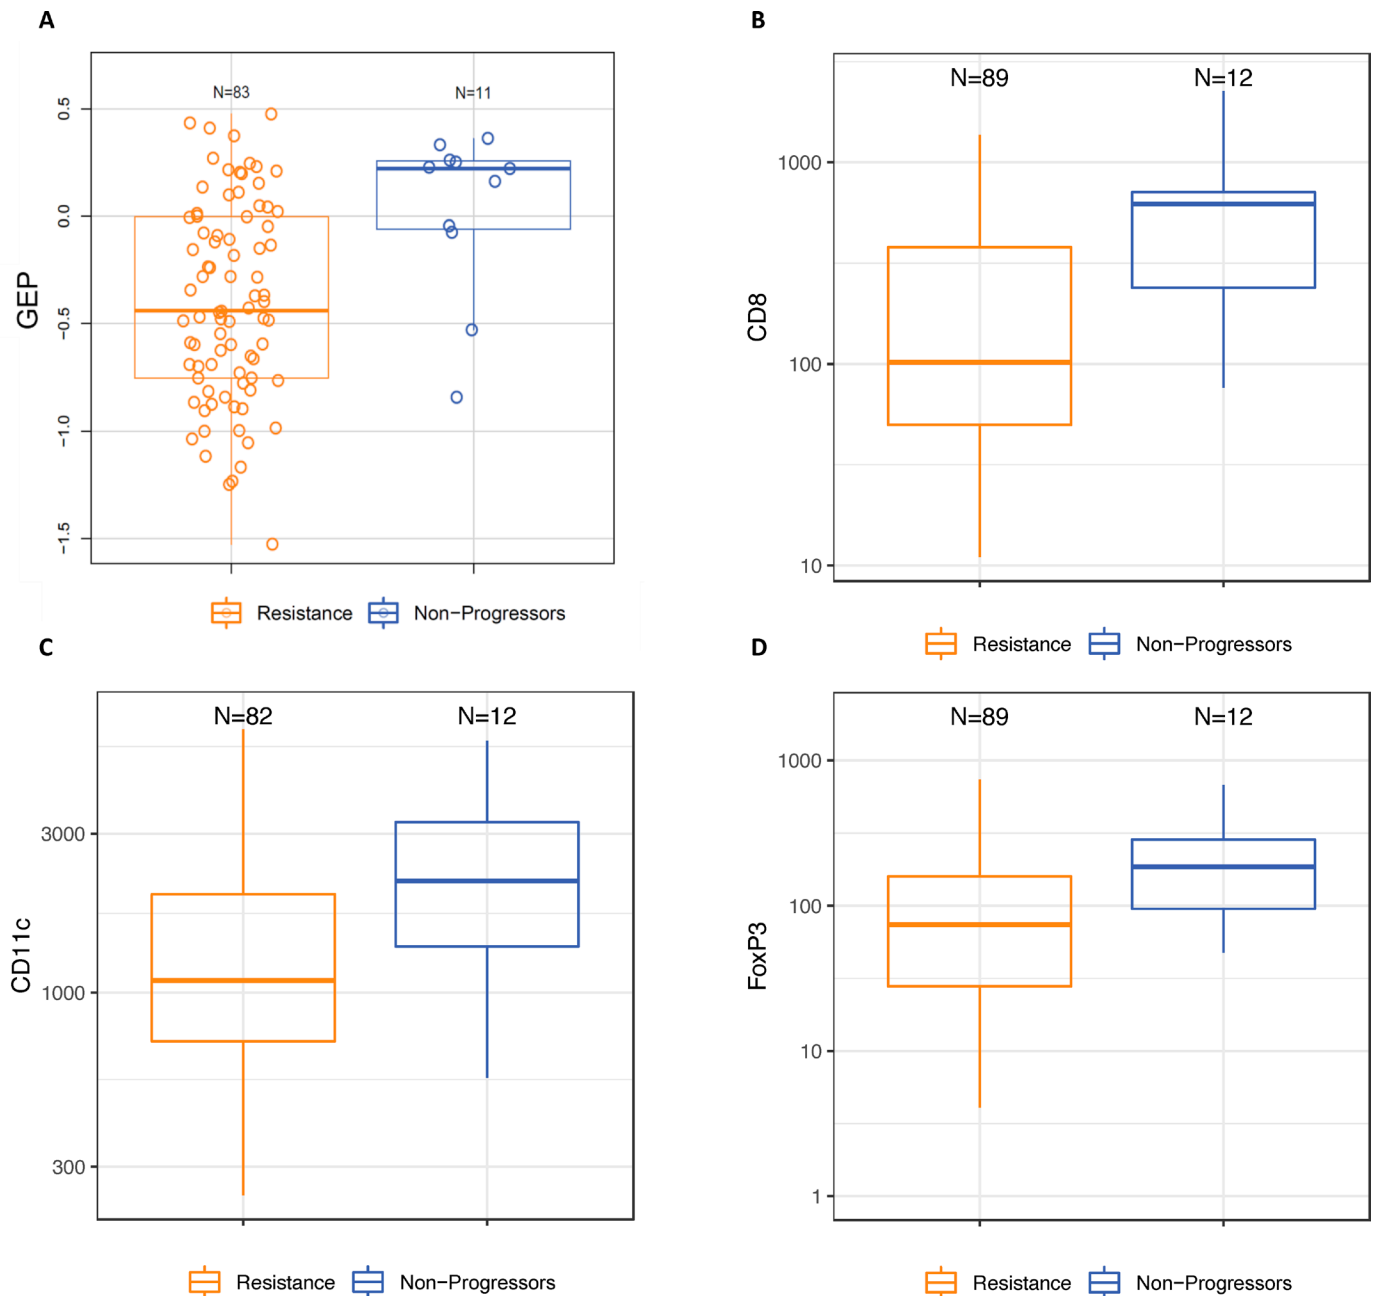 A
N=83
N=11
0.5
0.0
−0.5
−1.0
−1.5
GEP
Resistance
Non−Progressors
B
N=89
N=12
1000
100
10
CD8
Resistance
Non−Progressors
C
N=82
N=12
3000
1000
300
CD11c
Resistance
Non−Progressors
D
N=89
N=12
1000
100
10
1
FoxP3
Resistance
Non−Progressors